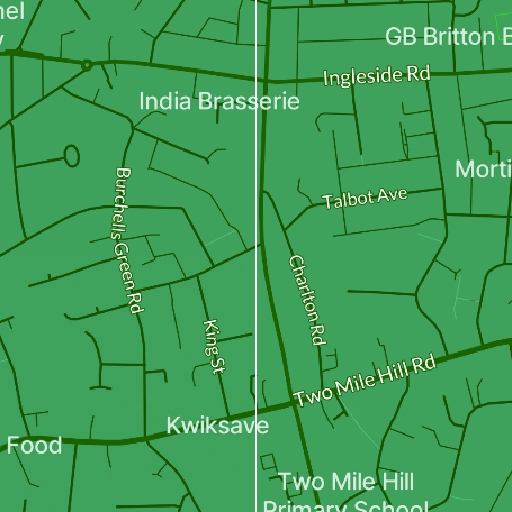 GB Britton
Ingleside Rd
India Brasserie
Morti
Talbot Ave
Burchells Green Rd
Charlton Rd
King St
Two Mile Hill Rd
Kwiksave
Food
Two Mile Hill
Primary School